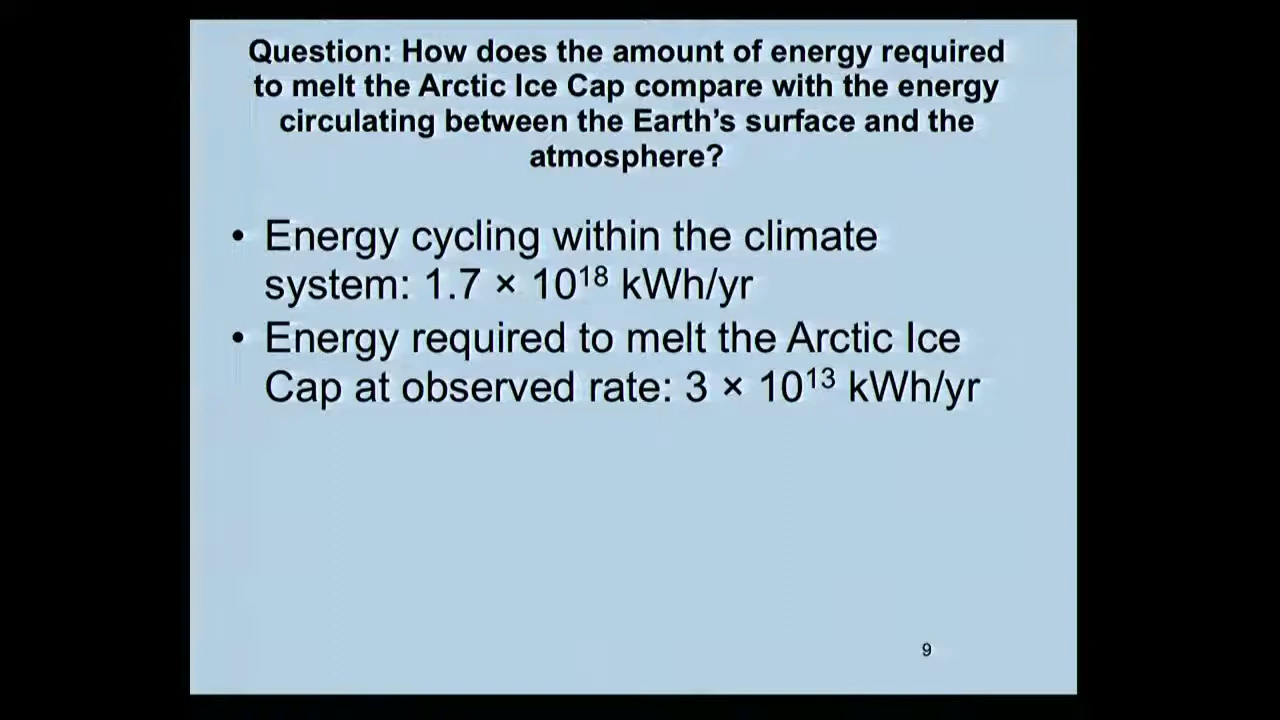 Question: How does the amount of energy required
to melt the Arctic Ice Cap compare with the energy
circulating between the Earth’s surface and the
atmosphere?
• Energy cycling within the climate
system: 1.7 × 10¹⁸ kWh/yr
• Energy required to melt the Arctic Ice
Cap at observed rate: 3 × 10¹³ kWh/yr
9